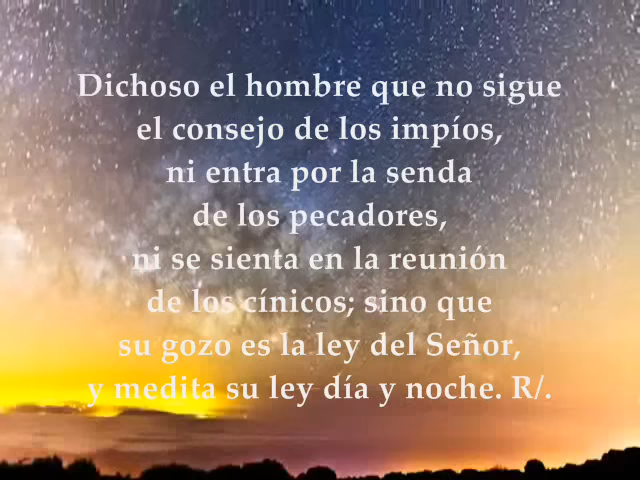 Dichoso el hombre que no sigue
el consejo de los impíos,
ni entra por la senda
de los pecadores,
ni se sienta en la reunión
de los cínicos; sino que
su gozo es la ley del Señor,
y medita su ley día y noche. R/.